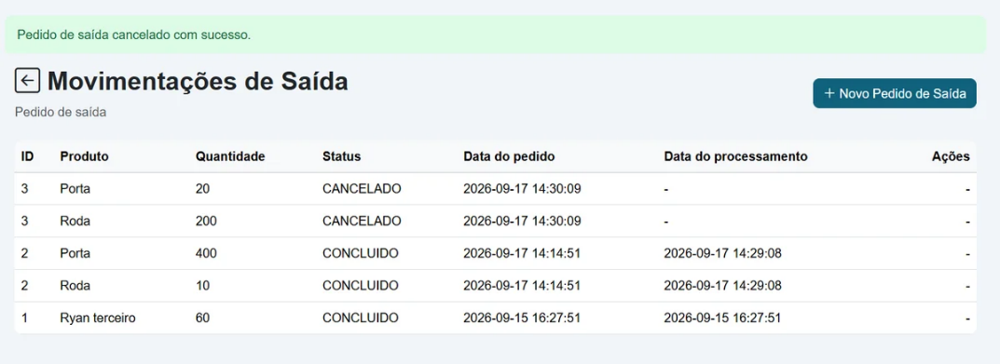 Pedido de saída cancelado com sucesso.
Movimentações de Saída
+ Novo Pedido de Saída
Pedido de saída
ID Produto Quantidade Status Data do pedido Data do processamento Ações
3 Porta 20 CANCELADO 2026-09-17 14:30:09 - -
3 Roda 200 CANCELADO 2026-09-17 14:30:09 - -
2 Porta 400 CONCLUIDO 2026-09-17 14:14:51 2026-09-17 14:29:08 -
2 Roda 10 CONCLUIDO 2026-09-17 14:14:51 2026-09-17 14:29:08 -
1 Ryan terceiro 60 CONCLUIDO 2026-09-15 16:27:51 2026-09-15 16:27:51 -